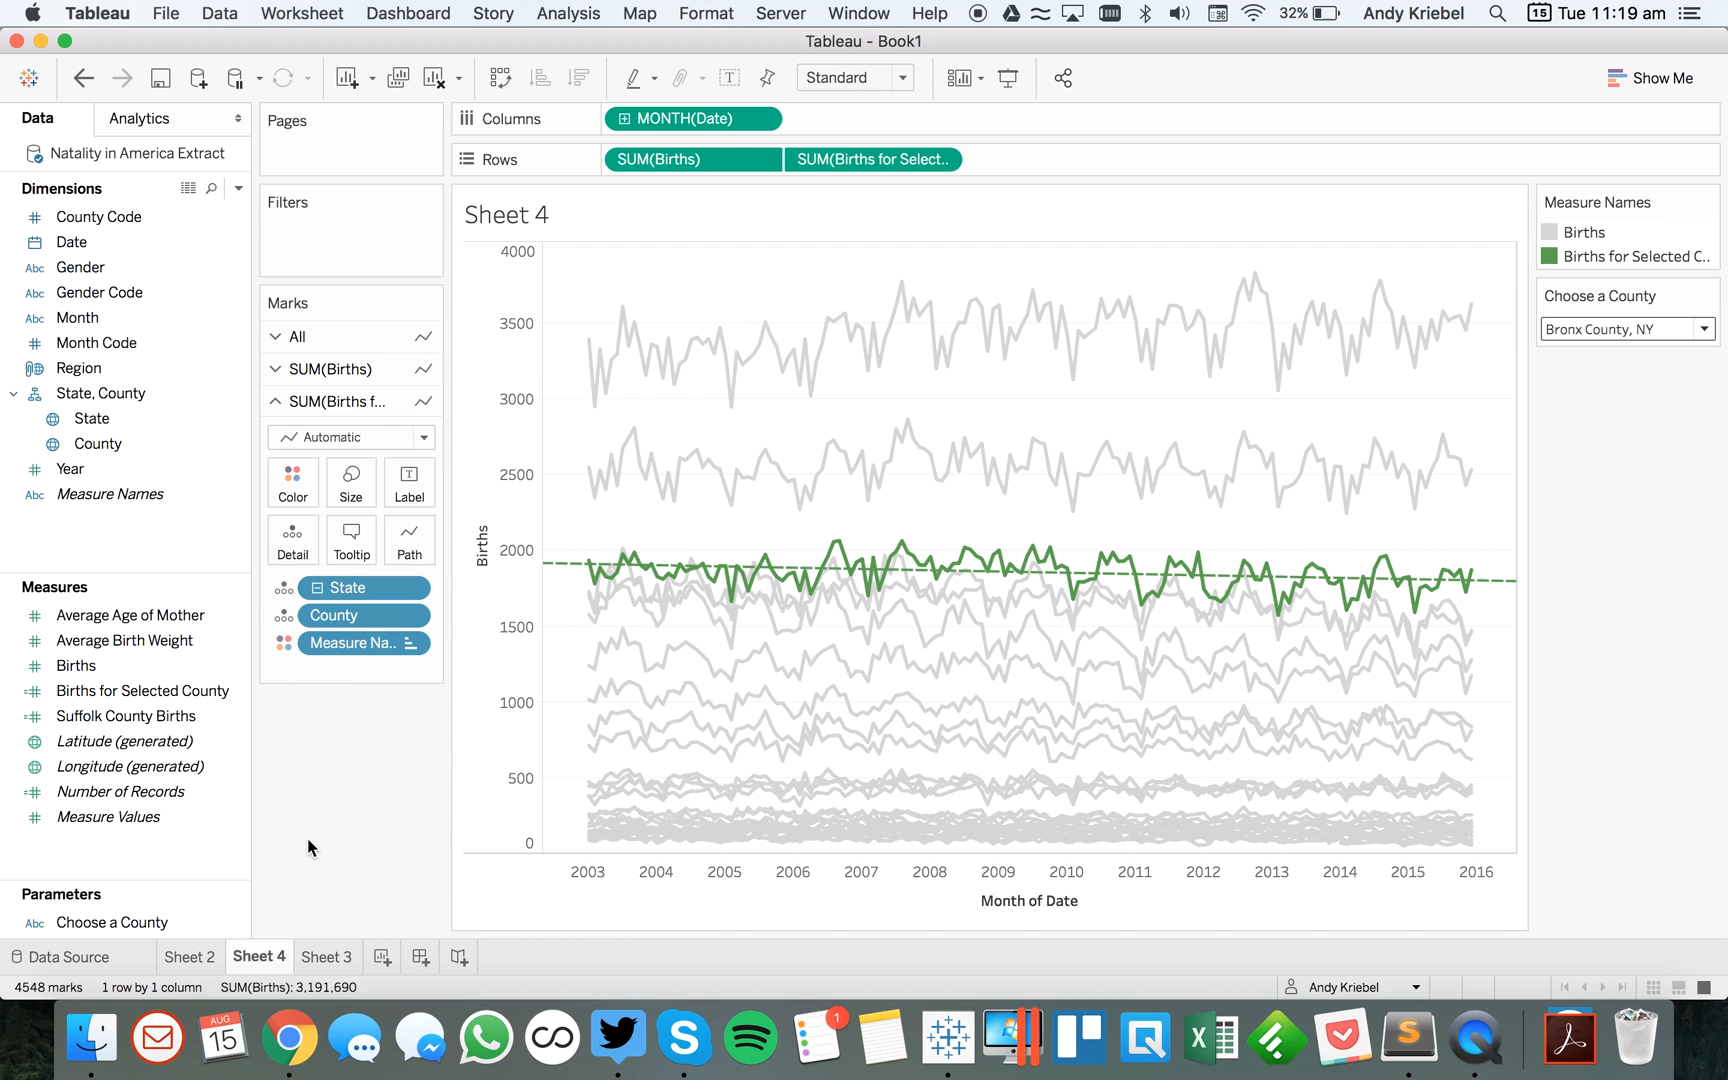 Tableau File Data Worksheet Dashboard Story Analysis Map Format Server Window Help 32% Andy Kriebel 15 Tue 11:19 am
Tableau - Book1
Standard
Show Me
Data Analytics
Natality in America Extract
Dimensions
# County Code
Date
Abc Gender
Abc Gender Code
Abc Month
# Month Code
Region
State, County
State
County
# Year
Abc Measure Names
Measures
# Average Age of Mother
# Average Birth Weight
# Births
=# Births for Selected County
=# Suffolk County Births
Latitude (generated)
Longitude (generated)
=# Number of Records
# Measure Values
Parameters
Abc Choose a County
Pages
Filters
Marks
All
SUM(Births)
SUM(Births f...
Automatic
Color Size Label
Detail Tooltip Path
State
County
Measure Na..
Columns MONTH(Date)
Rows SUM(Births) SUM(Births for Select..
Sheet 4
4000
3500
3000
2500
2000
1500
1000
500
0
Births
2003 2004 2005 2006 2007 2008 2009 2010 2011 2012 2013 2014 2015 2016
Month of Date
Measure Names
Births
Births for Selected C..
Choose a County
Bronx County, NY
Data Source Sheet 2 Sheet 4 Sheet 3
4548 marks 1 row by 1 column SUM(Births): 3,191,690 Andy Kriebel
AUG
15
1
S
X
S